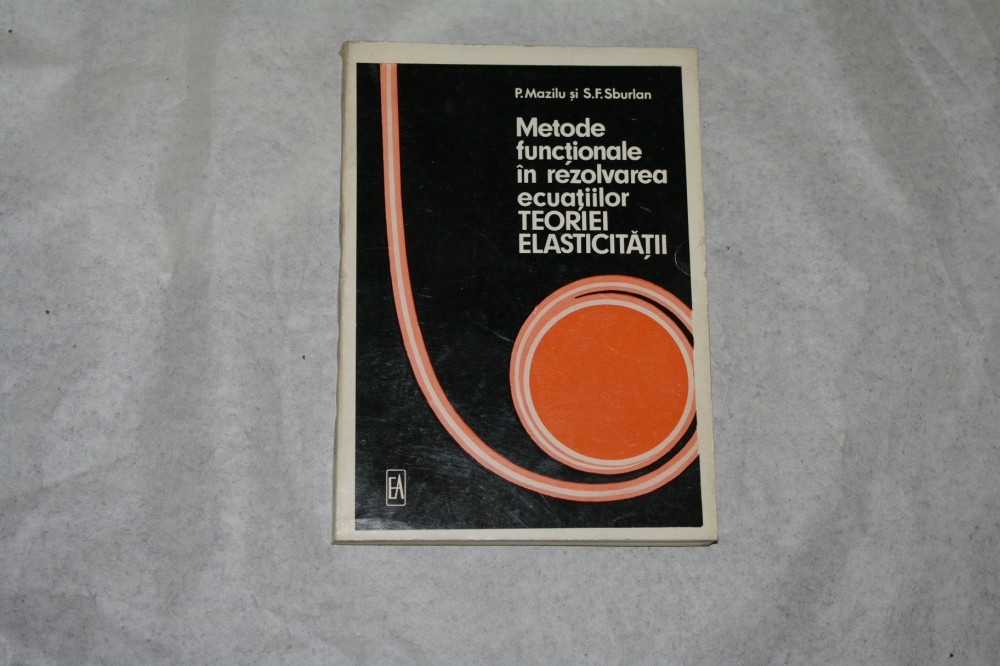 P. Mazilu și S.F. Sburlan
Metode
funcționale
în rezolvarea
ecuațiilor
TEORIEI
ELASTICITĂȚII
EA